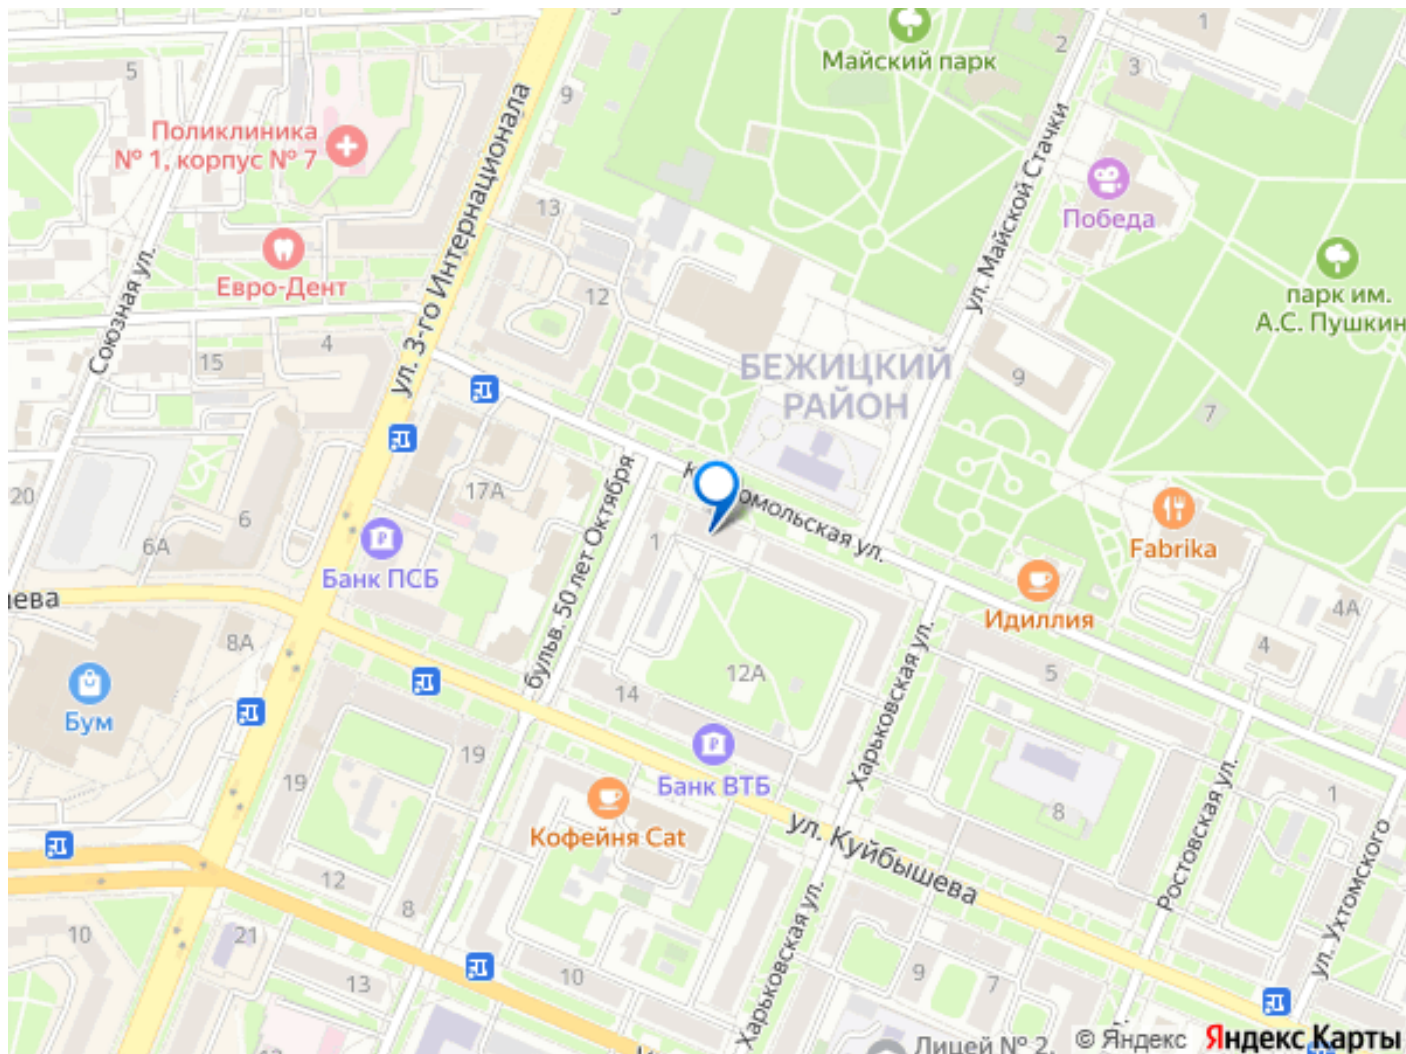 Майский парк
1
2
3
5
Поликлиника
№ 1, корпус № 7
9
ул. 3-го Интернационала
ул. Майской Стачки
Победа
13
Союзная ул.
Евро-Дент
12
парк им.
А.С. Пушкин
4
15
БЕЖИЦКИЙ
РАЙОН
9
7
20
6
6А
17А
бульв. 50 лет Октября
омольская ул.
1
Fabrika
Банк ПСБ
Идиллия
4А
4
5
8А
Бум
12А
14
Харьковская ул.
Банк ВТБ
19
19
Кофейня Cat
ул. Куйбышева
8
1
Ростовская ул.
ул. Ухтомского
12
8
10
21
13
10
Харьковская ул.
9
7
Лицей № 2,
© Яндекс Яндекс Карты